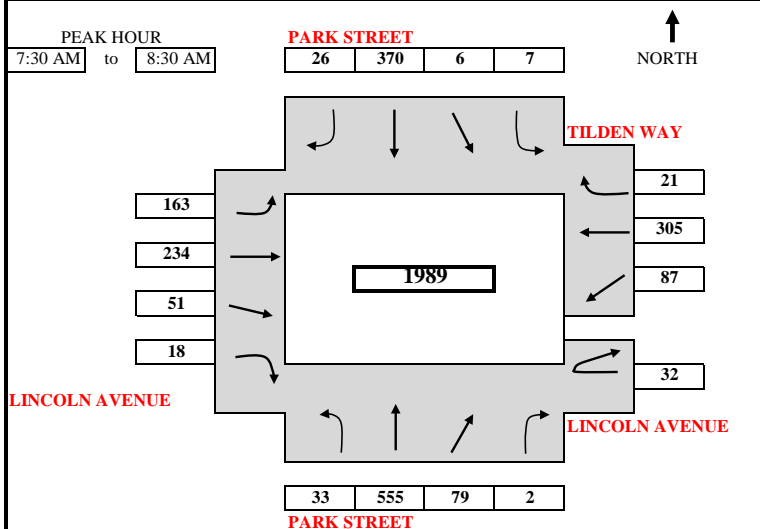 PEAK HOUR
7:30 AM to 8:30 AM
PARK STREET
26 370 6 7
NORTH
TILDEN WAY
163
234
51
18
LINCOLN AVENUE
1989
21
305
87
32
LINCOLN AVENUE
33 555 79 2
PARK STREET